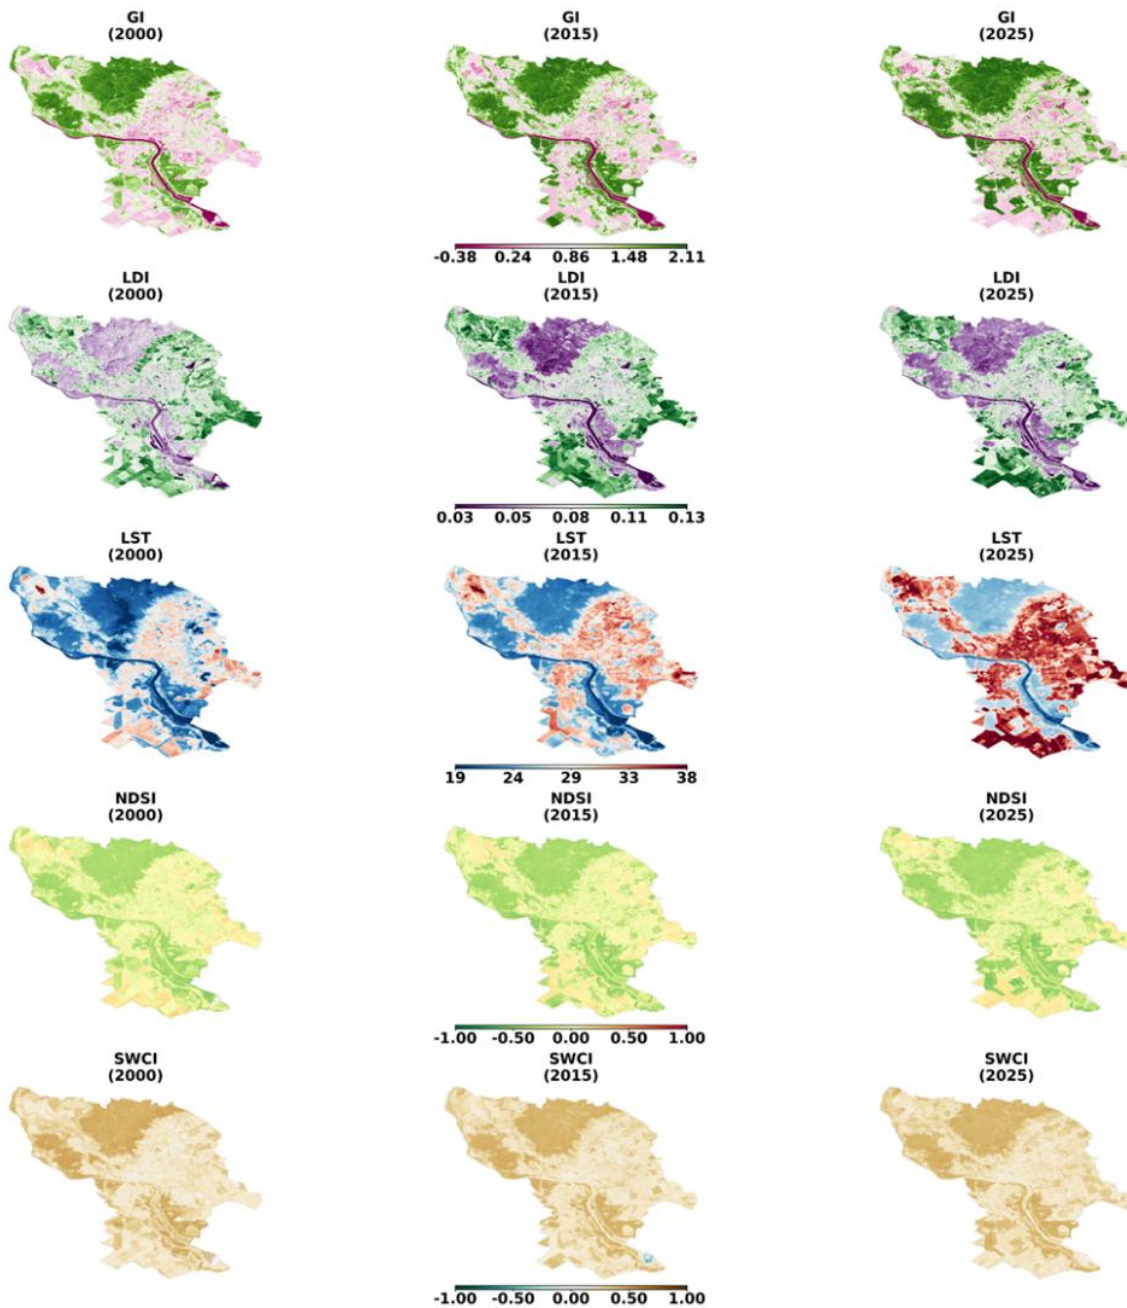 GI GI GI
(2000) (2015) (2025)
-0.38 0.24 0.86 1.48 2.11
LDI LDI LDI
(2000) (2015) (2025)
0.03 0.05 0.08 0.11 0.13
LST LST LST
(2000) (2015) (2025)
19 24 29 33 38
NDSI NDSI NDSI
(2000) (2015) (2025)
-1.00 -0.50 0.00 0.50 1.00
SWCI SWCI SWCI
(2000) (2015) (2025)
-1.00 -0.50 0.00 0.50 1.00